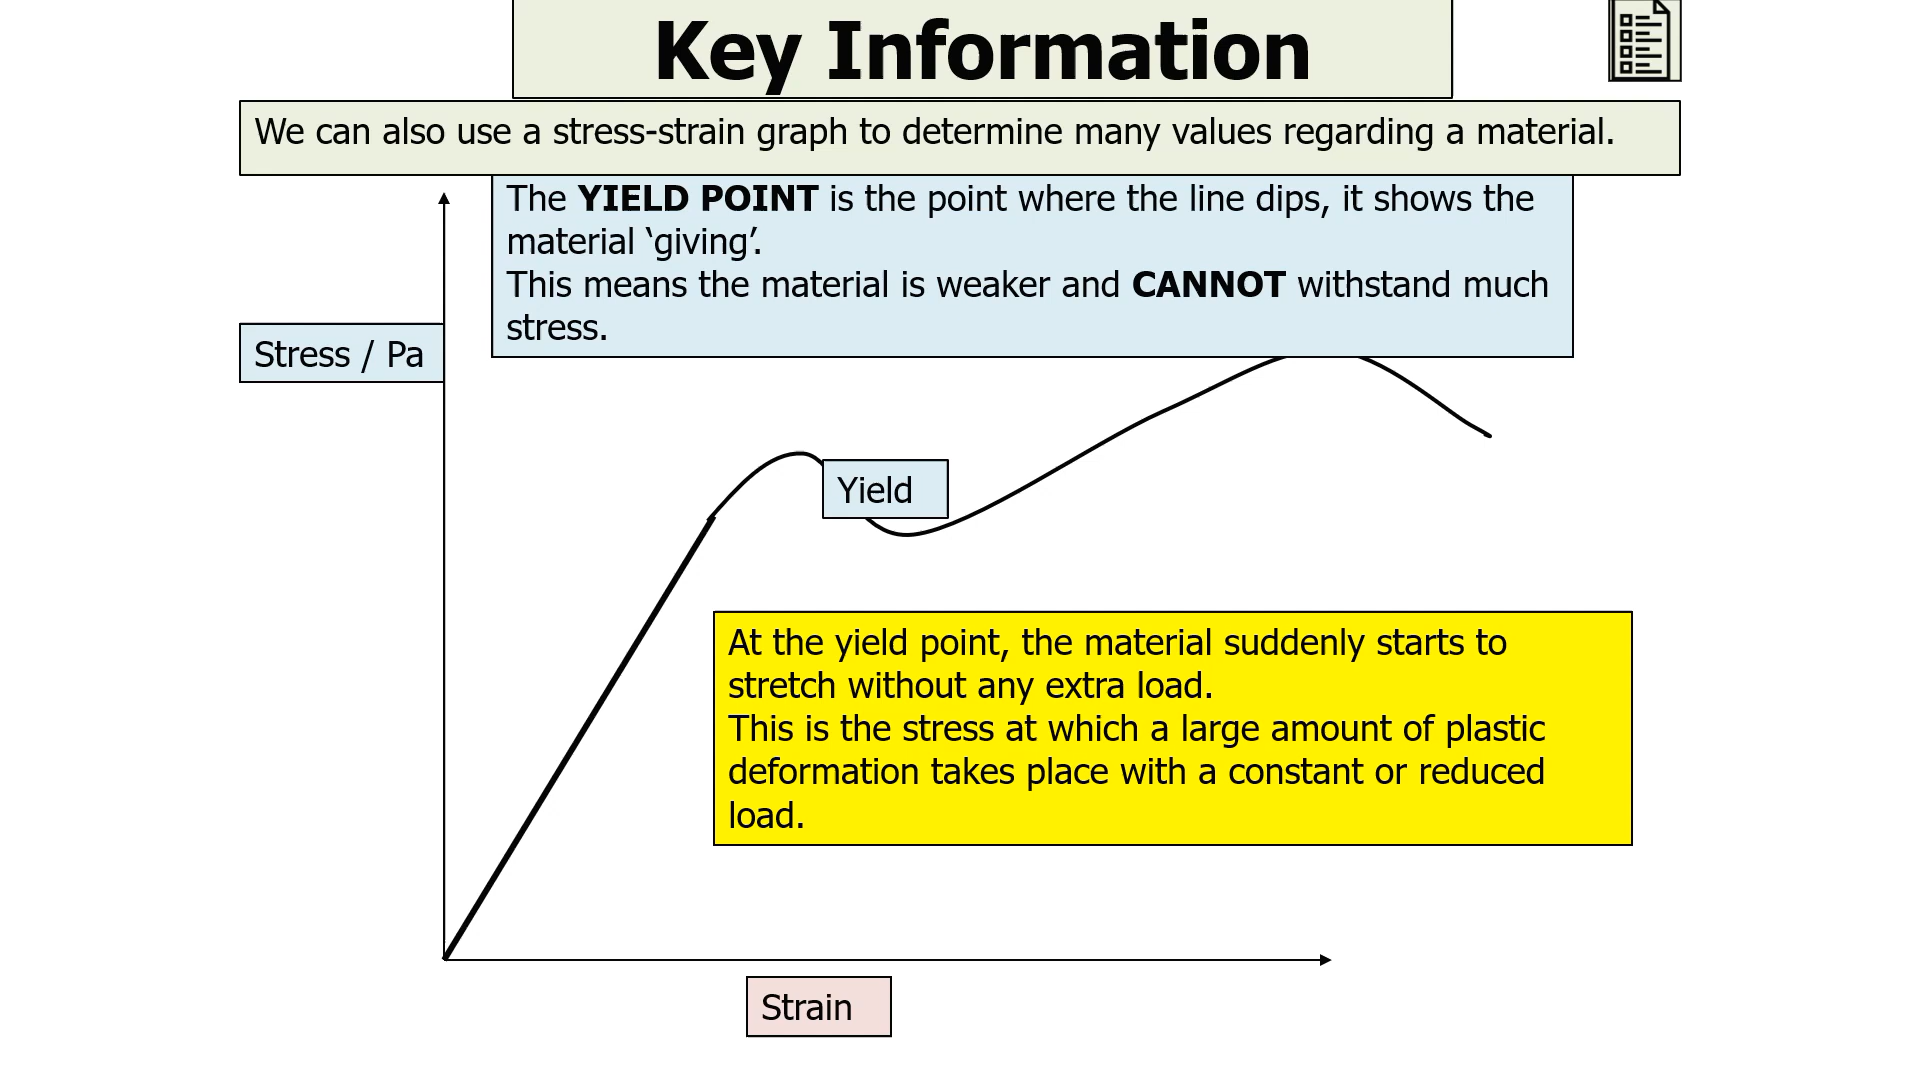 Key Information
We can also use a stress-strain graph to determine many values regarding a material.
The YIELD POINT is the point where the line dips, it shows the
material ‘giving’.
This means the material is weaker and CANNOT withstand much
stress.
Stress / Pa
Yield
At the yield point, the material suddenly starts to
stretch without any extra load.
This is the stress at which a large amount of plastic
deformation takes place with a constant or reduced
load.
Strain